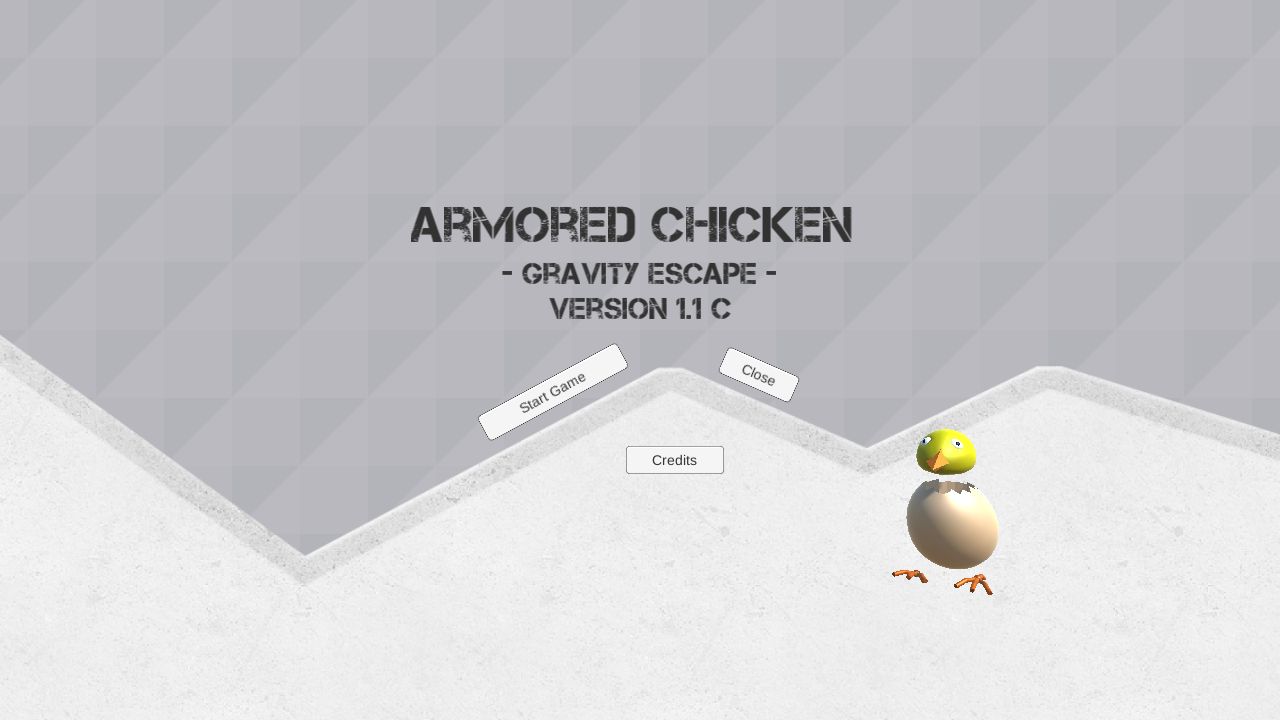 ARMORED CHICKEN
- GRAVITY ESCAPE -
VERSION 1.1 C
Start Game
Close
Credits